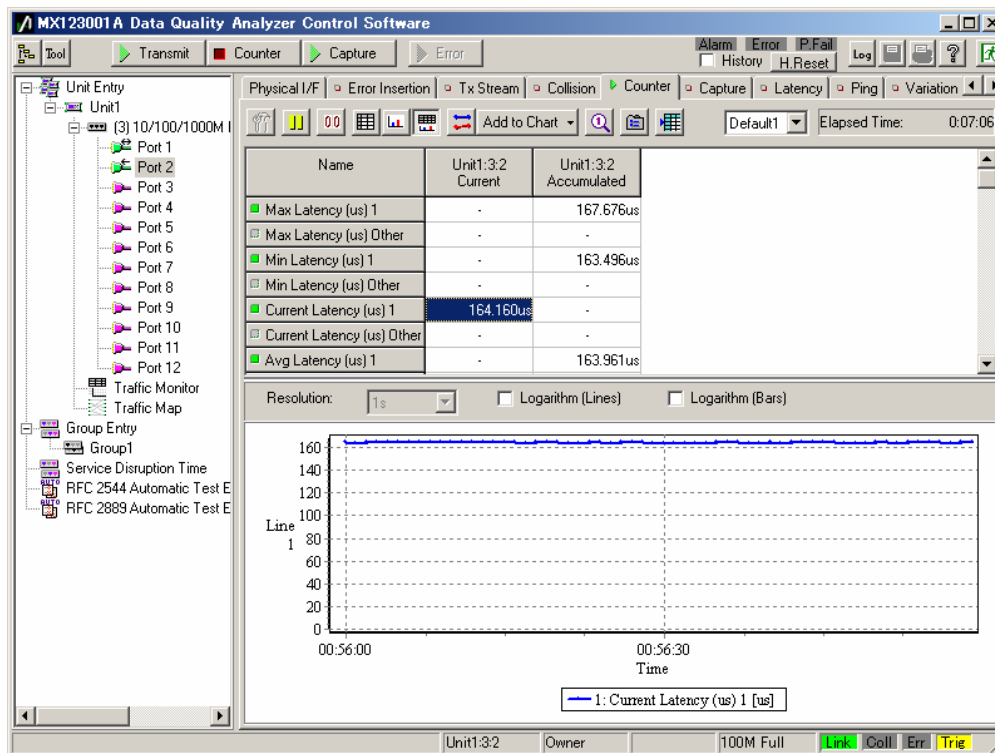 MX123001A Data Quality Analyzer Control Software
Tool Transmit Counter Capture Error Alarm Error P.Fail History H.Reset Log ?
Physical I/F Error Insertion Tx Stream Collision Counter Capture Latency Ping Variation
Add to Chart Default1 Elapsed Time: 0:07:06
Unit Entry
Unit1
(3) 10/100/1000M
Port 1
Port 2
Port 3
Port 4
Port 5
Port 6
Port 7
Port 8
Port 9
Port 10
Port 11
Port 12
Traffic Monitor
Traffic Map
Group Entry
Group1
Service Disruption Time
AUTO RFC 2544 Automatic Test E
AUTO RFC 2889 Automatic Test E
Name Unit1:3:2 Current Unit1:3:2 Accumulated
Max Latency (us) 1 - 167.676us
Max Latency (us) Other - -
Min Latency (us) 1 - 163.496us
Min Latency (us) Other - -
Current Latency (us) 1 164.160us -
Current Latency (us) Other - -
Avg Latency (us) 1 - 163.961us
Resolution: 1s Logarithm (Lines) Logarithm (Bars)
160
140
120
100
80
60
40
20
0
Line
1
00:56:00 00:56:30
Time
1: Current Latency (us) 1 [us]
Unit1:3:2 Owner 100M Full Link Coll Err Trig